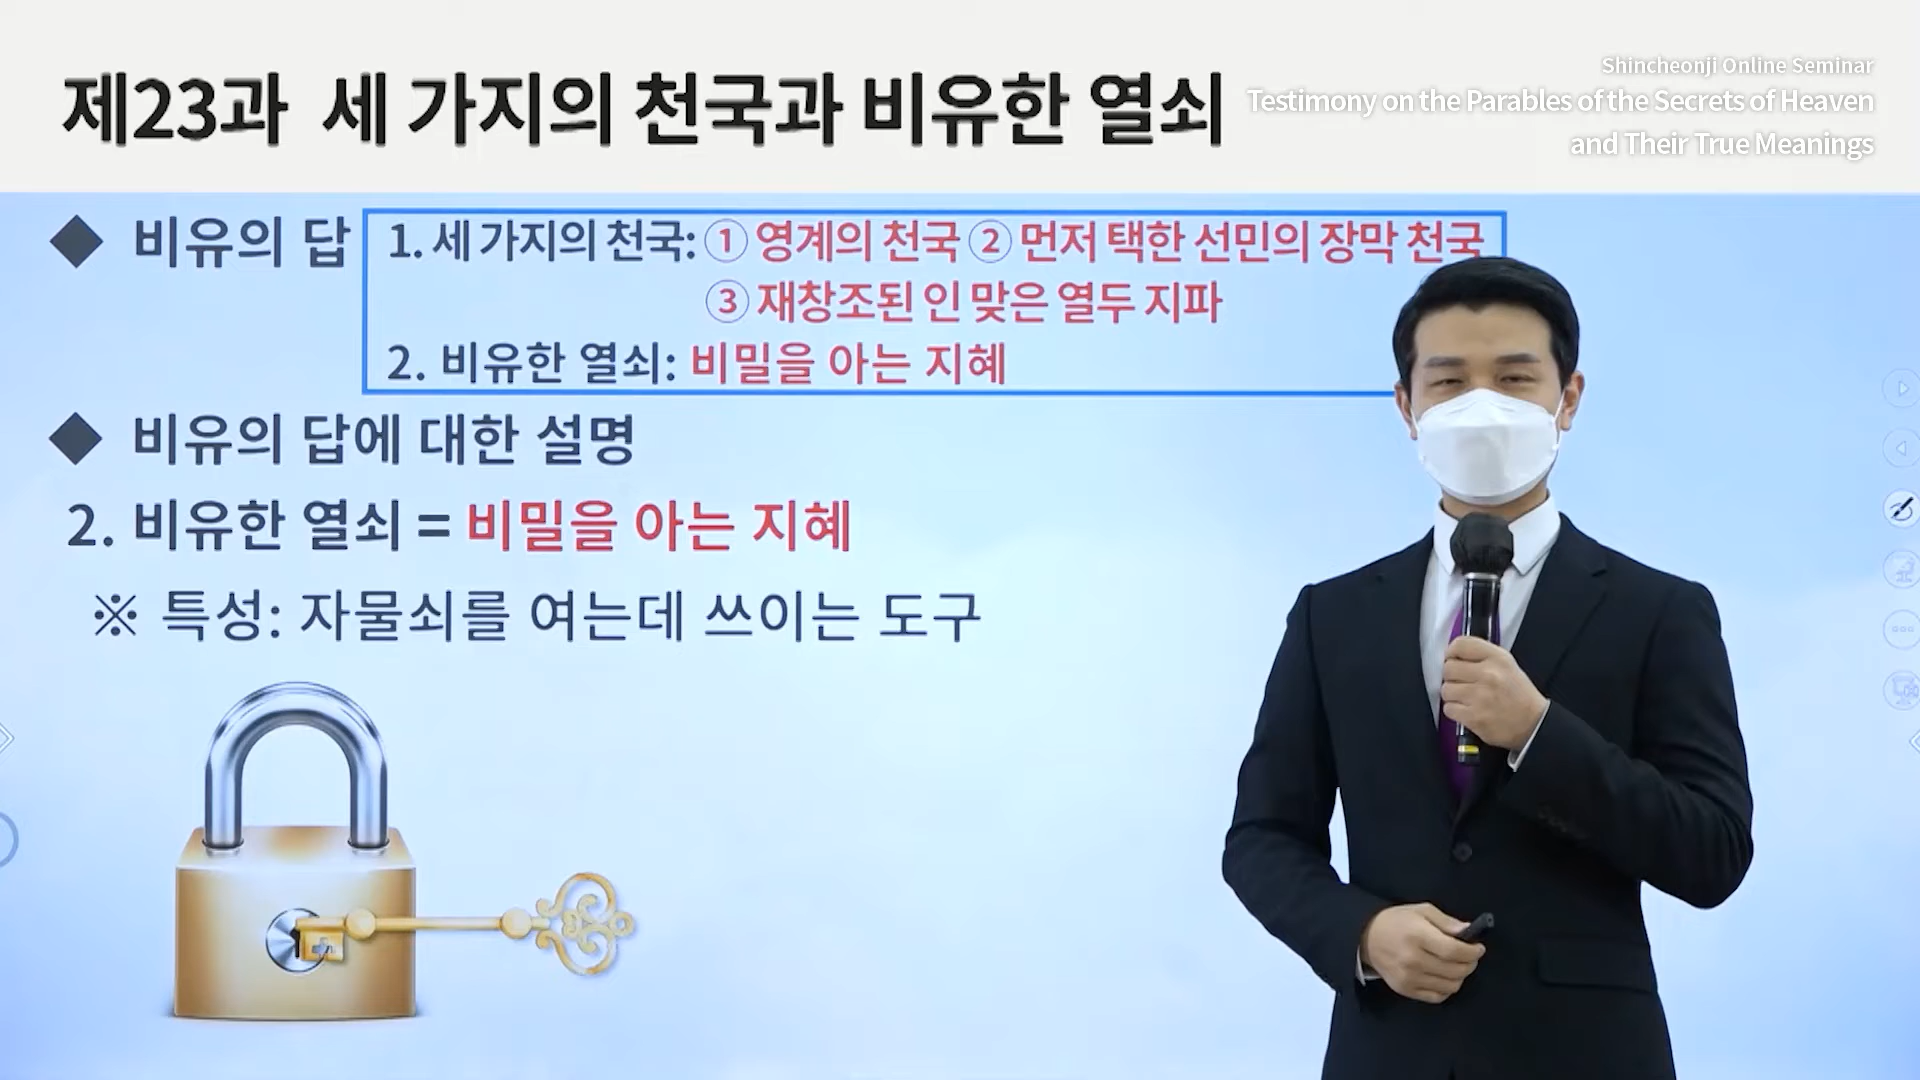 제23과 세 가지의 천국과 비유한 열쇠
Shincheonji Online Seminar
Testimony on the Parables of the Secrets of Heaven
and Their True Meanings
◆ 비유의 답
1. 세 가지의 천국: ① 영계의 천국 ② 먼저 택한 선민의 장막 천국
③ 재창조된 인 맞은 열두 지파
2. 비유한 열쇠: 비밀을 아는 지혜
◆ 비유의 답에 대한 설명
2. 비유한 열쇠 = 비밀을 아는 지혜
※ 특성: 자물쇠를 여는데 쓰이는 도구